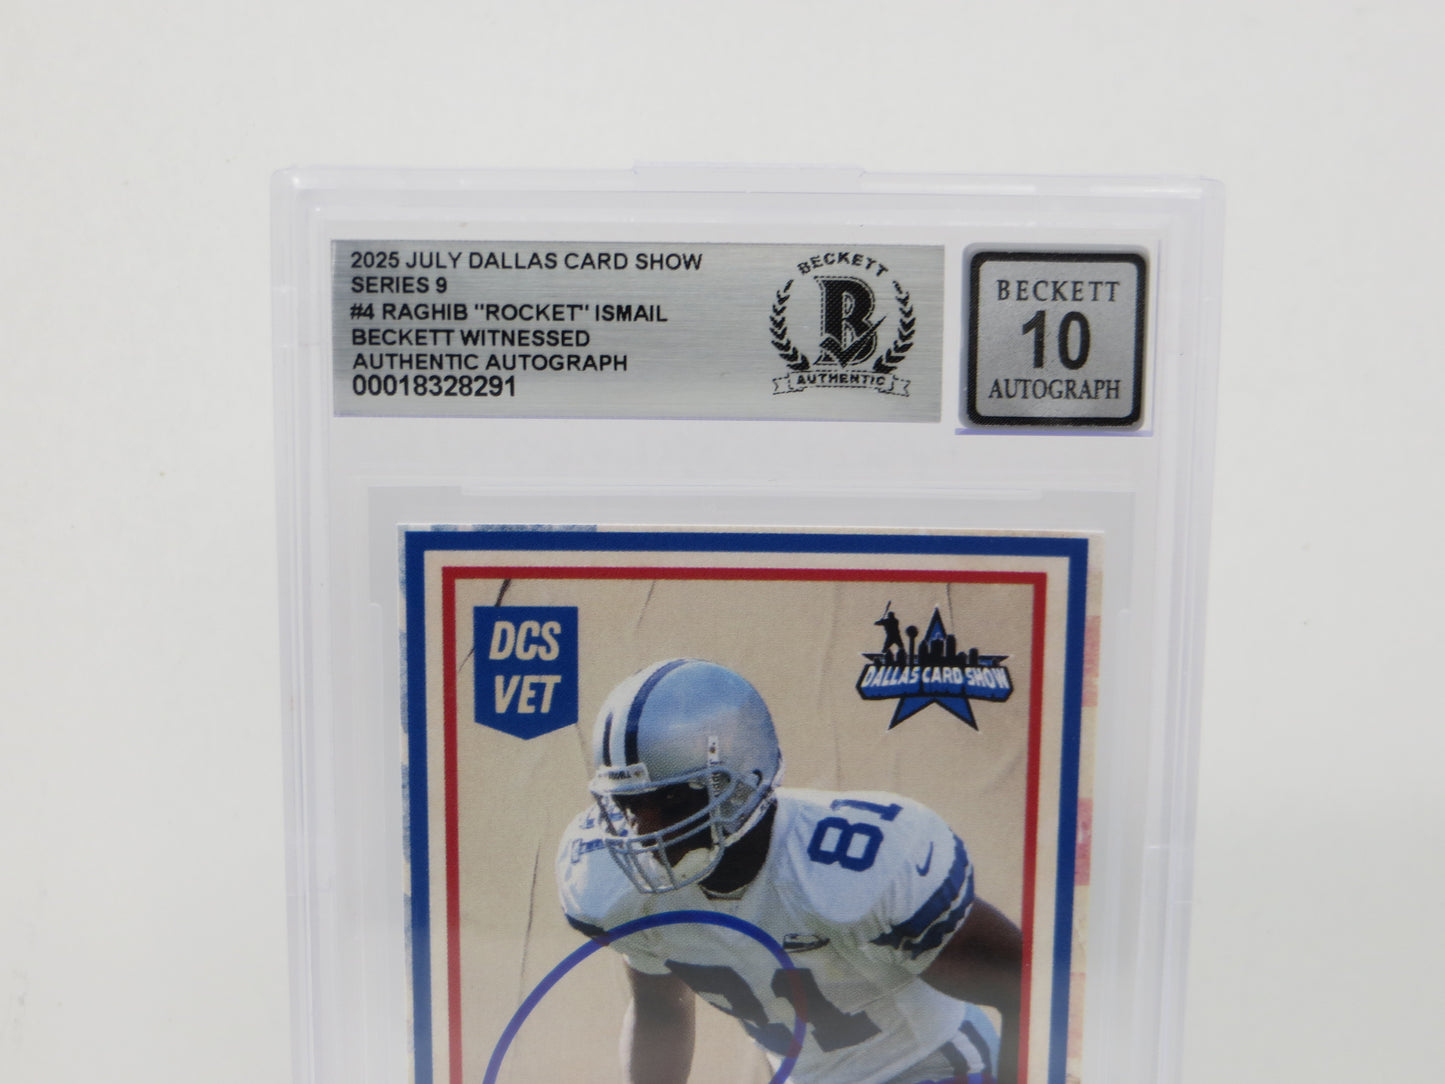 2025 JULY DALLAS CARD SHOW
SERIES 9
#4 RAGHIB "ROCKET" ISMAIL
BECKETT WITNESSED
AUTHENTIC AUTOGRAPH
00018328291
BECKETT
B
AUTHENTIC
BECKETT
10
AUTOGRAPH
DCS
VET
DALLAS CARD SHOW
81
81